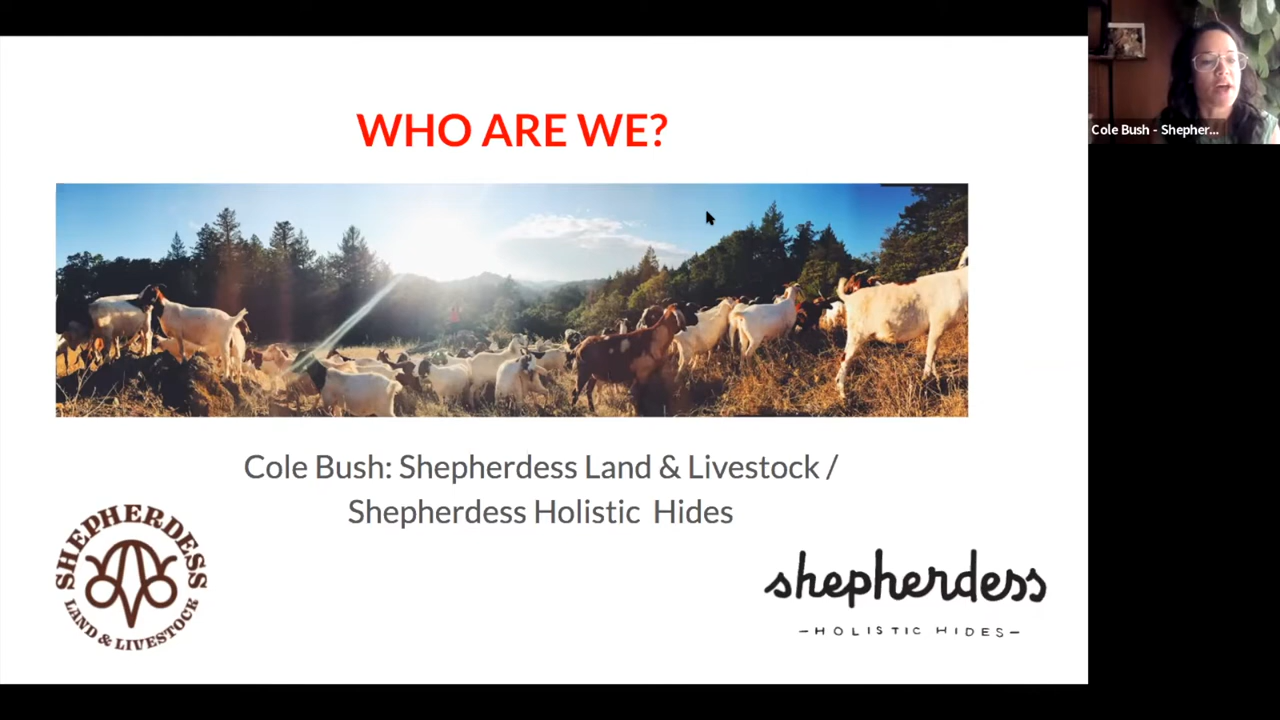 WHO ARE WE?
Cole Bush - Shepher...
Cole Bush: Shepherdess Land & Livestock /
Shepherdess Holistic Hides
SHEPHERDESS
LAND & LIVESTOCK
shepherdess
-HOLISTIC HIDES-